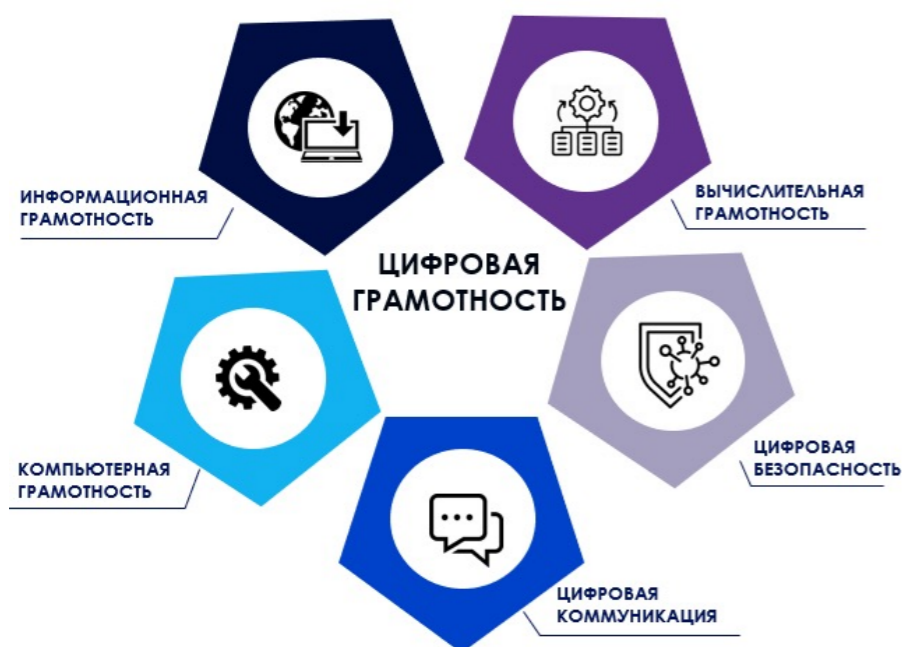 ИНФОРМАЦИОННАЯ
ГРАМОТНОСТЬ
ВЫЧИСЛИТЕЛЬНАЯ
ГРАМОТНОСТЬ
ЦИФРОВАЯ
ГРАМОТНОСТЬ
КОМПЬЮТЕРНАЯ
ГРАМОТНОСТЬ
ЦИФРОВАЯ
БЕЗОПАСНОСТЬ
ЦИФРОВАЯ
КОММУНИКАЦИЯ